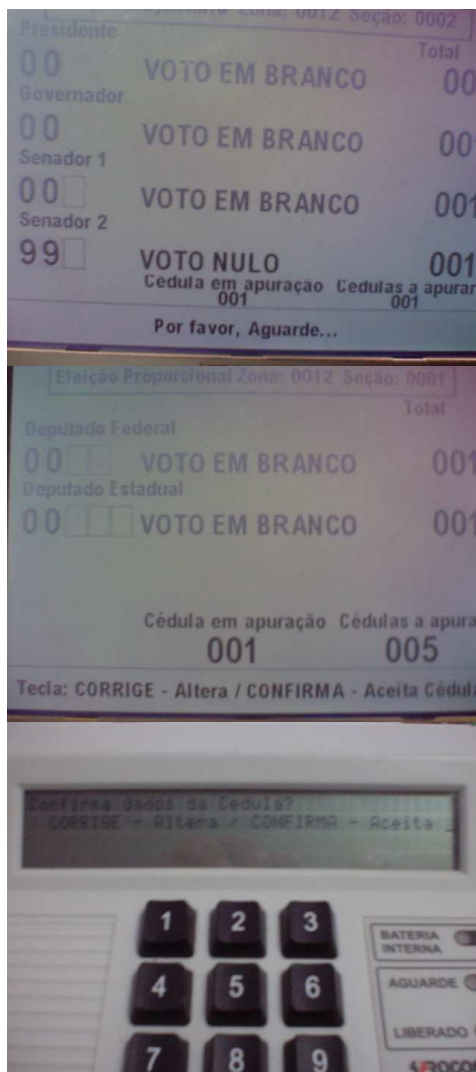 Zona: 0012 Seção: 0002
Presidente
Total
00 VOTO EM BRANCO 00
Governador
00 VOTO EM BRANCO 001
Senador 1
00 VOTO EM BRANCO 001
Senador 2
99 VOTO NULO 001
Cedula em apuração Cedulas a apurar
001 001
Por favor, Aguarde...
Eleição Proporcional Zona: 0012 Seção: 0001
Total
Deputado Federal
00 VOTO EM BRANCO 001
Deputado Estadual
00 VOTO EM BRANCO 001
Cédula em apuração Cédulas a apura
001 005
Tecla: CORRIGE - Altera / CONFIRMA - Aceita Cédula
Confirma dados da Cedula?
CORRIGE - Altera / CONFIRMA - Aceita _
1 2 3
BATERIA
INTERNA
4 5 6
AGUARDE
LIBERADO
7 8 9